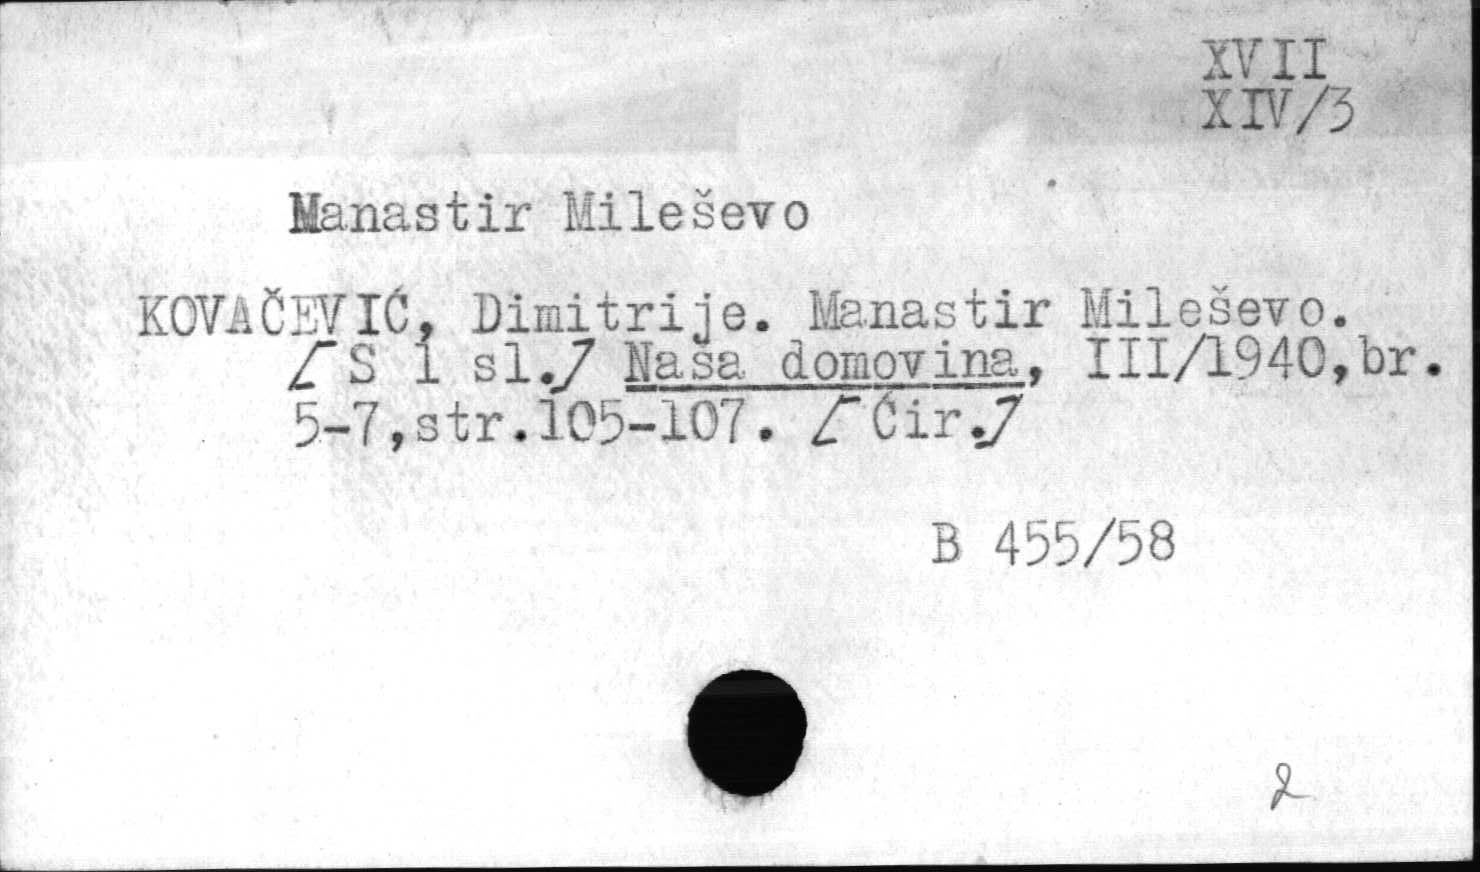 XVII
XIV/3
Manastir Mileševo
KOVAČEVIĆ, Dimitrije. Manastir Mileševo.
[S 1 sl.] Naša domovina, III/1940,br.
5-7,str.105-107. [Ćir.]
B 455/58
2